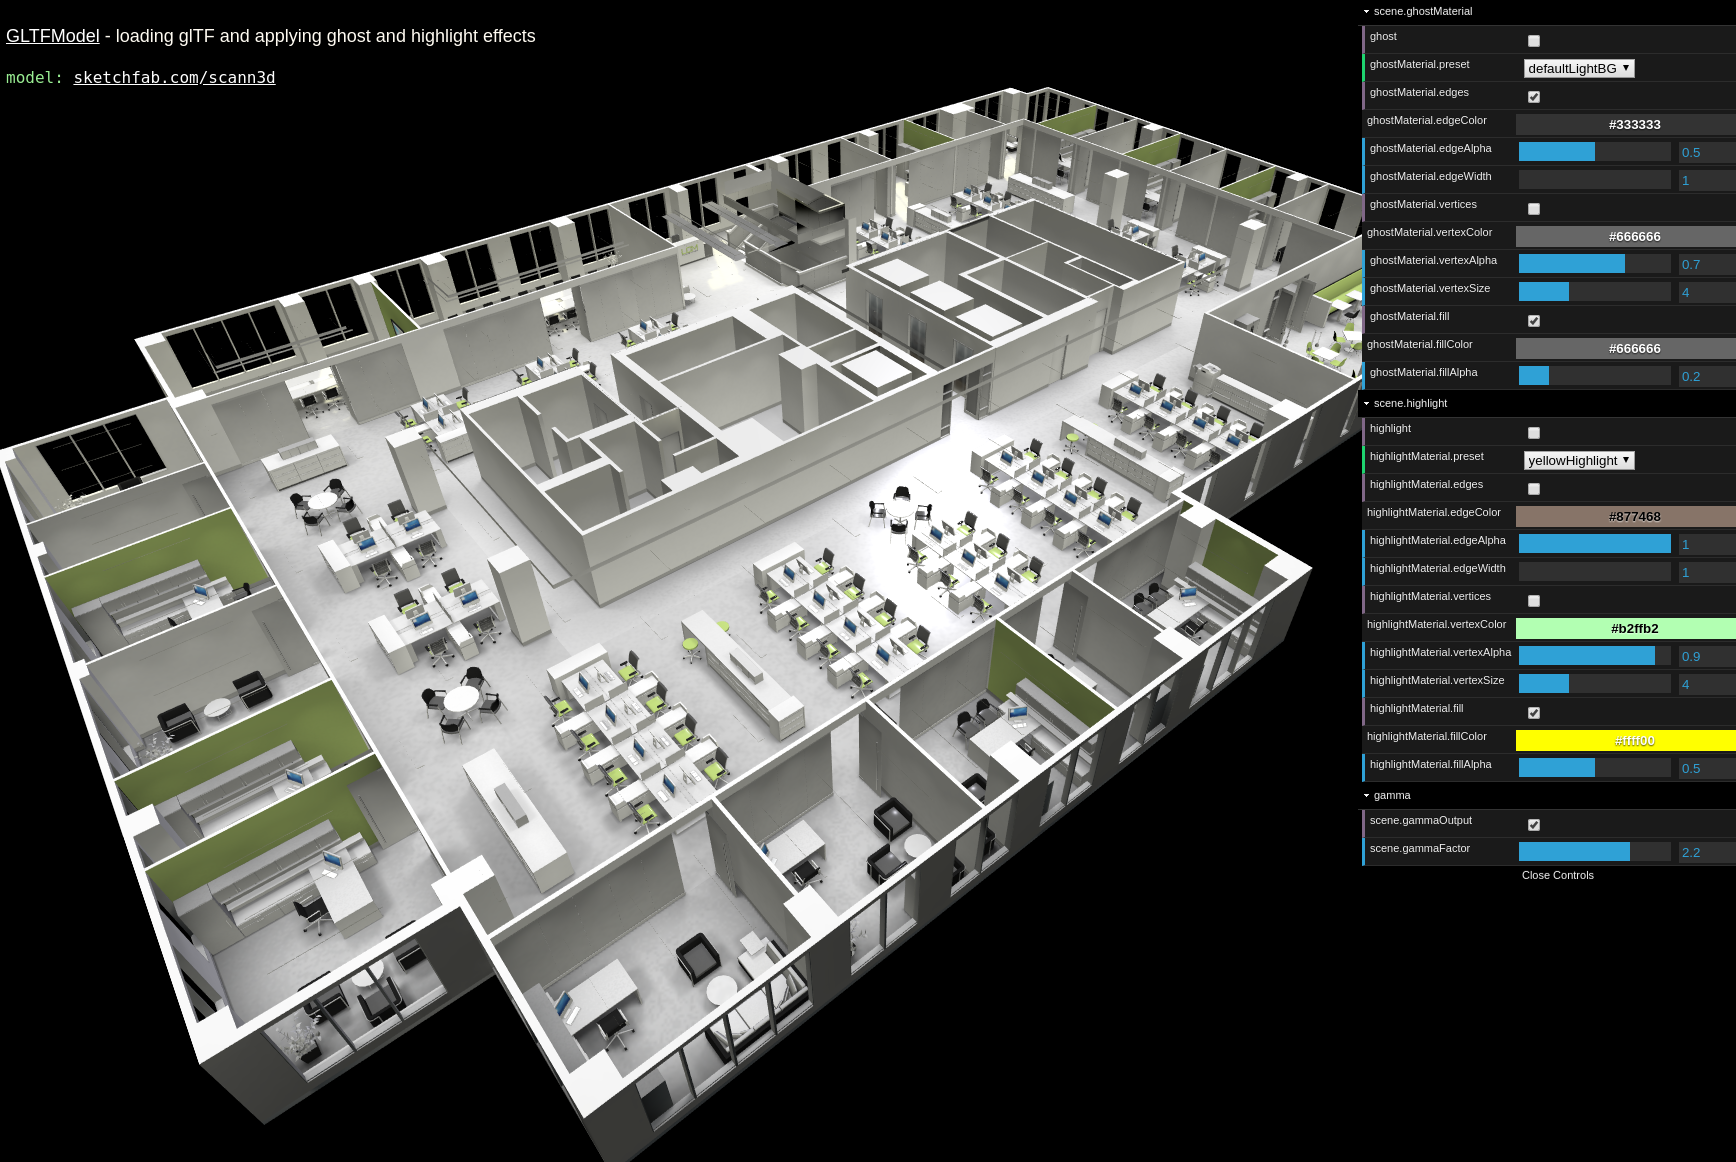 GLTFModel - loading glTF and applying ghost and highlight effects
model: sketchfab.com/scann3d
scene.ghostMaterial
ghost
ghostMaterial.preset defaultLightBG
ghostMaterial.edges
ghostMaterial.edgeColor #333333
ghostMaterial.edgeAlpha 0.5
ghostMaterial.edgeWidth 1
ghostMaterial.vertices
ghostMaterial.vertexColor #666666
ghostMaterial.vertexAlpha 0.7
ghostMaterial.vertexSize 4
ghostMaterial.fill
ghostMaterial.fillColor #666666
ghostMaterial.fillAlpha 0.2
scene.highlight
highlight
highlightMaterial.preset yellowHighlight
highlightMaterial.edges
highlightMaterial.edgeColor #877468
highlightMaterial.edgeAlpha 1
highlightMaterial.edgeWidth 1
highlightMaterial.vertices
highlightMaterial.vertexColor #b2ffb2
highlightMaterial.vertexAlpha 0.9
highlightMaterial.vertexSize 4
highlightMaterial.fill
highlightMaterial.fillColor #ffff00
highlightMaterial.fillAlpha 0.5
gamma
scene.gammaOutput
scene.gammaFactor 2.2
Close Controls